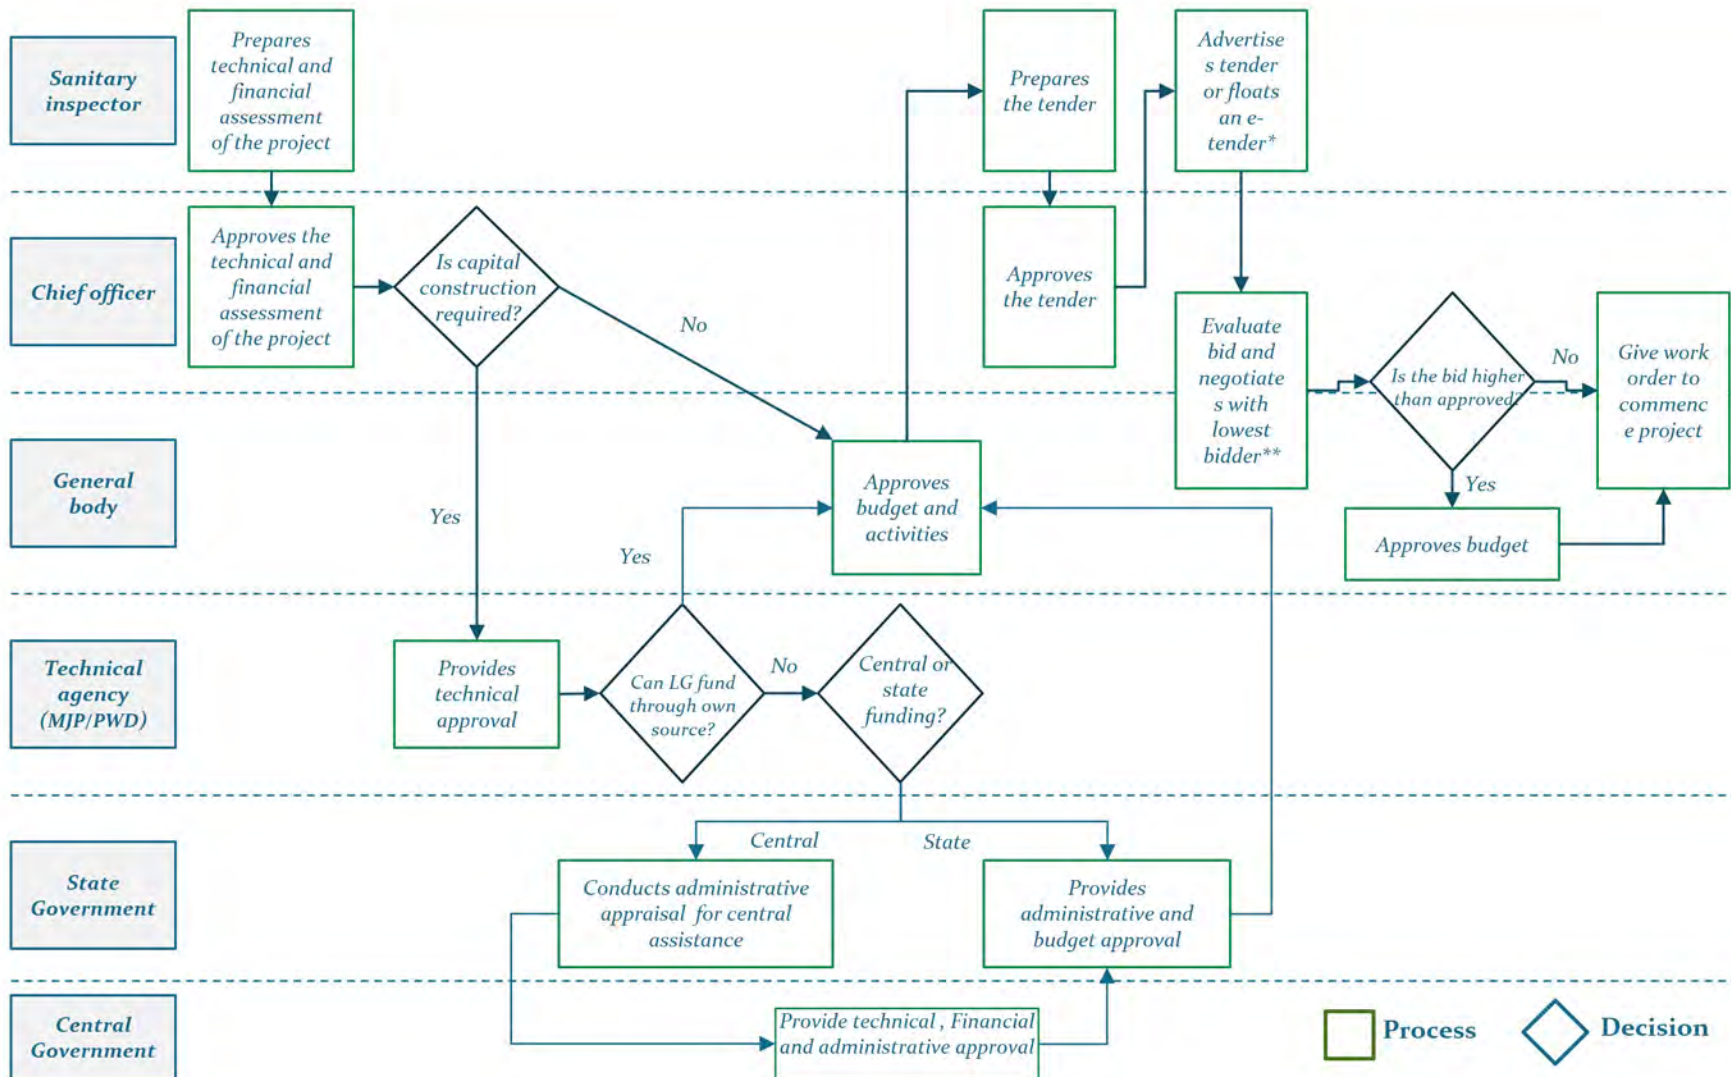 Sanitary
inspector
Prepares
technical and
financial
assessment
of the project
Prepares
the tender
Advertise
s tender
or floats
an e-
tender*
Chief officer
Approves the
technical and
financial
assessment
of the project
Is capital
construction
required?
No
Approves
the tender
Evaluate
bid and
negotiate
s with
lowest
bidder**
Is the bid higher
than approved?
No
Give work
order to
commenc
e project
General
body
Yes
Yes
Approves
budget and
activities
Yes
Approves budget
Technical
agency
(MJP/PWD)
Provides
technical
approval
Can LG fund
through own
source?
No
Central or
state
funding?
State
Government
Central
State
Conducts administrative
appraisal for central
assistance
Provides
administrative and
budget approval
Central
Government
Provide technical , Financial
and administrative approval
Process
Decision